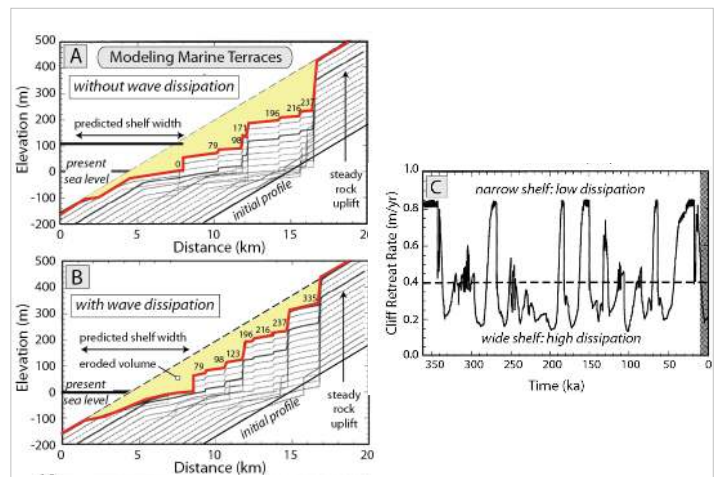 A
Modeling Marine Terraces
without wave dissipation
predicted shelf width
present
sea level
0
79
98
171
196
216
237
steady
rock
uplift
initial profile
Elevation (m)
500
400
300
200
100
0
-100
-200
0 5 10 15 20
Distance (km)
B
with wave dissipation
predicted shelf width
eroded volume
present
sea level
79
98
123
196
216
237
335
steady
rock
uplift
initial profile
Elevation (m)
500
400
300
200
100
0
-100
-200
0 5 10 15 20
Distance (km)
C
narrow shelf: low dissipation
wide shelf: high dissipation
Cliff Retreat Rate (m/yr)
1.0
0.8
0.6
0.4
0.2
0.0
350 300 250 200 150 100 50 0
Time (ka)